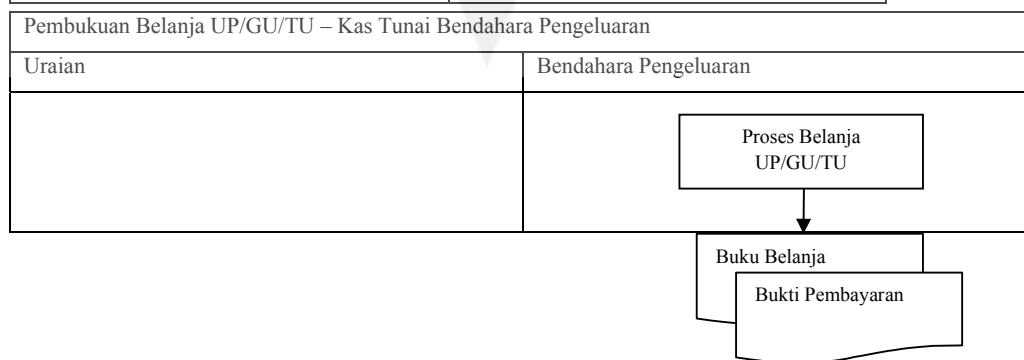 Pembukuan Belanja UP/GU/TU – Kas Tunai Bendahara Pengeluaran
Uraian
Bendahara Pengeluaran
Proses Belanja
UP/GU/TU
Buku Belanja
Bukti Pembayaran